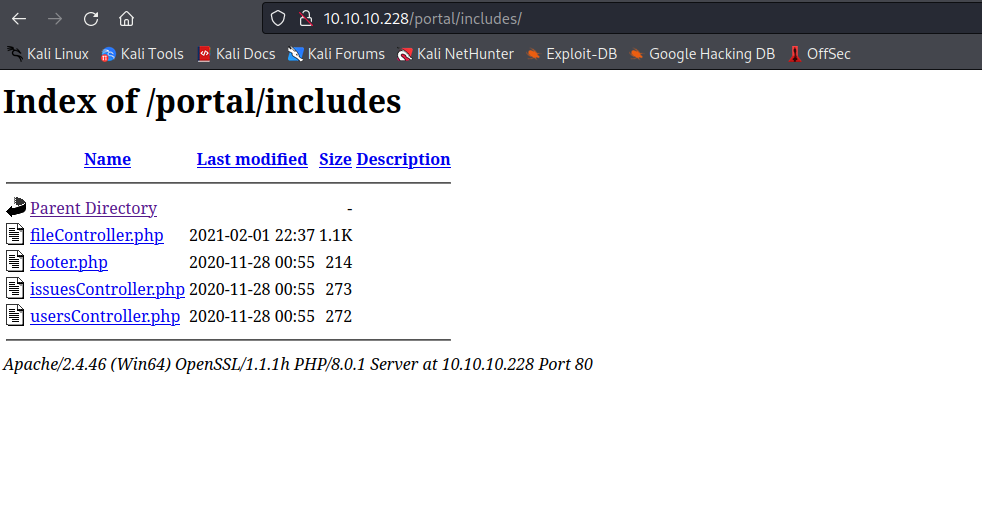 10.10.10.228/portal/includes/
Kali Linux Kali Tools Kali Docs Kali Forums Kali NetHunter Exploit-DB Google Hacking DB OffSec
Index of /portal/includes
Name Last modified Size Description
Parent Directory -
fileController.php 2021-02-01 22:37 1.1K
footer.php 2020-11-28 00:55 214
issuesController.php 2020-11-28 00:55 273
usersController.php 2020-11-28 00:55 272
Apache/2.4.46 (Win64) OpenSSL/1.1.1h PHP/8.0.1 Server at 10.10.10.228 Port 80